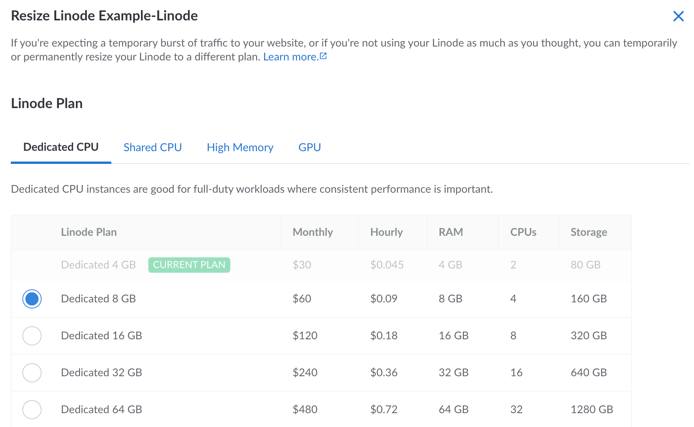 Resize Linode Example-Linode
If you're expecting a temporary burst of traffic to your website, or if you're not using your Linode as much as you thought, you can temporarily
or permanently resize your Linode to a different plan. Learn more.
Linode Plan
Dedicated CPU Shared CPU High Memory GPU
Dedicated CPU instances are good for full-duty workloads where consistent performance is important.
Linode Plan Monthly Hourly RAM CPUs Storage
Dedicated 4 GB CURRENT PLAN $30 $0.045 4 GB 2 80 GB
Dedicated 8 GB $60 $0.09 8 GB 4 160 GB
Dedicated 16 GB $120 $0.18 16 GB 8 320 GB
Dedicated 32 GB $240 $0.36 32 GB 16 640 GB
Dedicated 64 GB $480 $0.72 64 GB 32 1280 GB